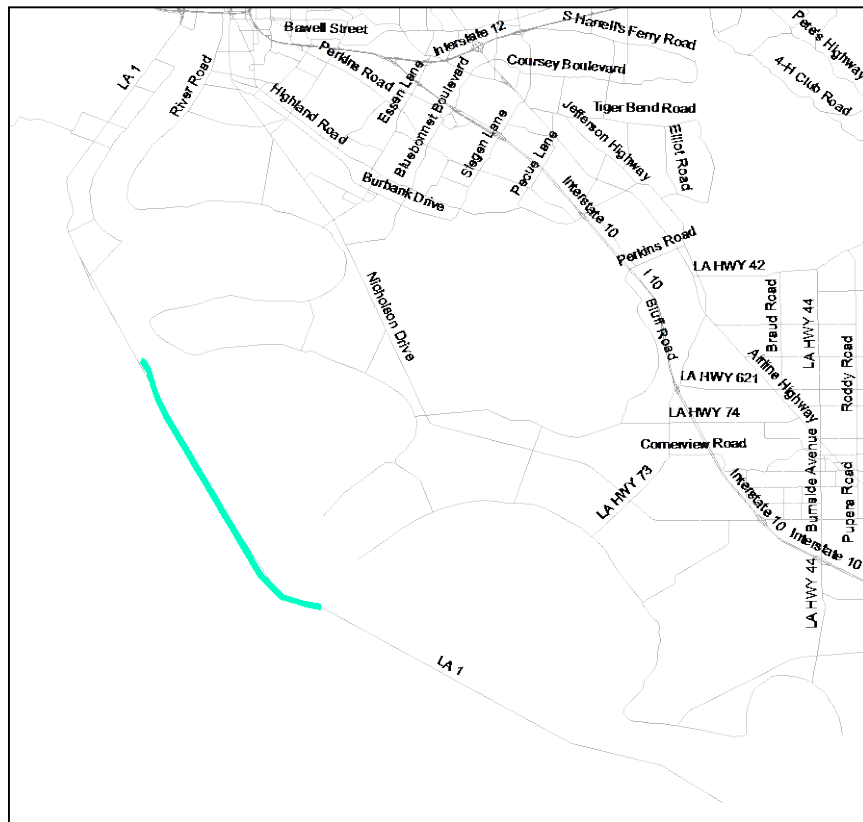 Bawell Street
S Harrell's Ferry Road
Pete's Highway
Interstate 12
LA 1
River Road
Perkins Road
Essen Lane
Bluebonnet Boulevard
Coursey Boulevard
4-H Club Road
Highland Road
Tiger Bend Road
Jefferson Highway
Siegen Lane
Pecue Lane
Elliot Road
Burbank Drive
Interstate 10
Perkins Road
LA HWY 42
I 10
Nicholson Drive
Bluff Road
Braud Road
LA HWY 44
Roddy Road
Airline Highway
LA HWY 621
LA HWY 74
Cornerview Road
LA HWY 73
Interstate 10
Burnside Avenue
Pupera Road
Interstate 10
LA HWY 44
LA 1